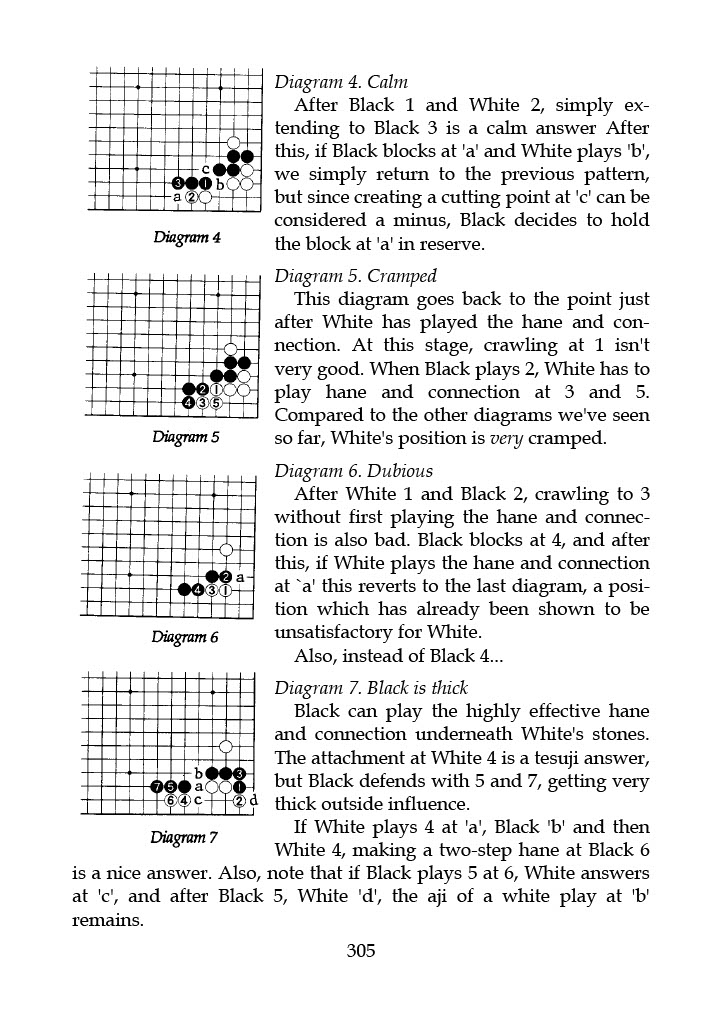 Diagram 4. Calm
After Black 1 and White 2, simply ex-
tending to Black 3 is a calm answer After
this, if Black blocks at 'a' and White plays 'b',
we simply return to the previous pattern,
but since creating a cutting point at 'c' can be
considered a minus, Black decides to hold
the block at 'a' in reserve.
c
3 1 b
a 2
Diagram 4
Diagram 5. Cramped
This diagram goes back to the point just
after White has played the hane and con-
nection. At this stage, crawling at 1 isn't
very good. When Black plays 2, White has to
play hane and connection at 3 and 5.
Compared to the other diagrams we've seen
so far, White's position is very cramped.
2 1
4 3 5
Diagram 5
Diagram 6. Dubious
After White 1 and Black 2, crawling to 3
without first playing the hane and connec-
tion is also bad. Black blocks at 4, and after
this, if White plays the hane and connection
at `a' this reverts to the last diagram, a posi-
tion which has already been shown to be
unsatisfactory for White.
Also, instead of Black 4...
2 a
4 3 1
Diagram 6
Diagram 7. Black is thick
Black can play the highly effective hane
and connection underneath White's stones.
The attachment at White 4 is a tesuji answer,
but Black defends with 5 and 7, getting very
thick outside influence.
If White plays 4 at 'a', Black 'b' and then
White 4, making a two-step hane at Black 6
is a nice answer. Also, note that if Black plays 5 at 6, White answers
at 'c', and after Black 5, White 'd', the aji of a white play at 'b'
remains.
b 3
7 5 a 1
6 4 c 2 d
Diagram 7
305